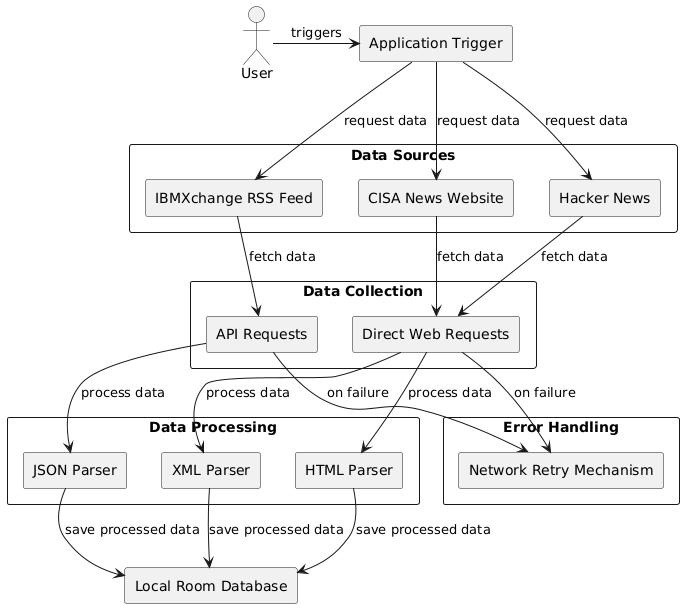 triggers
User
Application Trigger
request data
request data
request data
Data Sources
IBMXchange RSS Feed
CISA News Website
Hacker News
fetch data
fetch data
fetch data
Data Collection
API Requests
Direct Web Requests
process data
process data
on failure
process data
on failure
Data Processing
Error Handling
JSON Parser
XML Parser
HTML Parser
Network Retry Mechanism
save processed data
save processed data
save processed data
Local Room Database